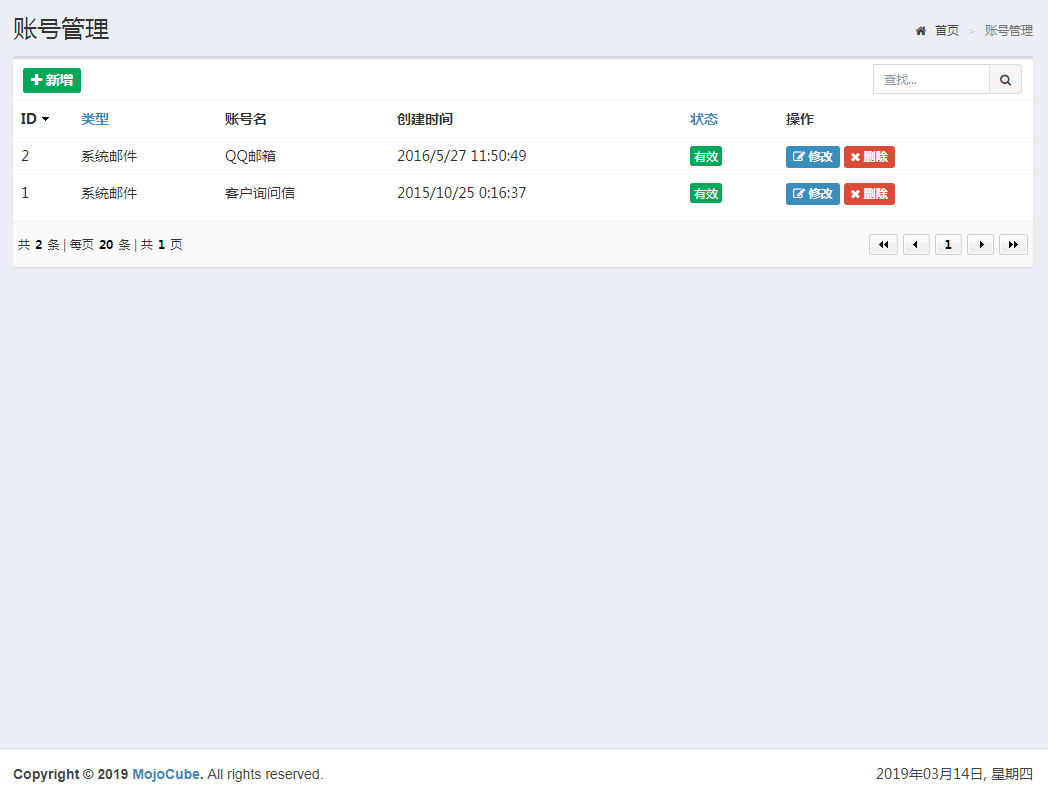 账号管理
首页 > 账号管理
新增
查找...
ID 类型 账号名 创建时间 状态 操作
2 系统邮件 QQ邮箱 2016/5/27 11:50:49 有效 修改 删除
1 系统邮件 客户询问信 2015/10/25 0:16:37 有效 修改 删除
共 2 条 | 每页 20 条 | 共 1 页
1
Copyright © 2019 MojoCube. All rights reserved.
2019年03月14日, 星期四